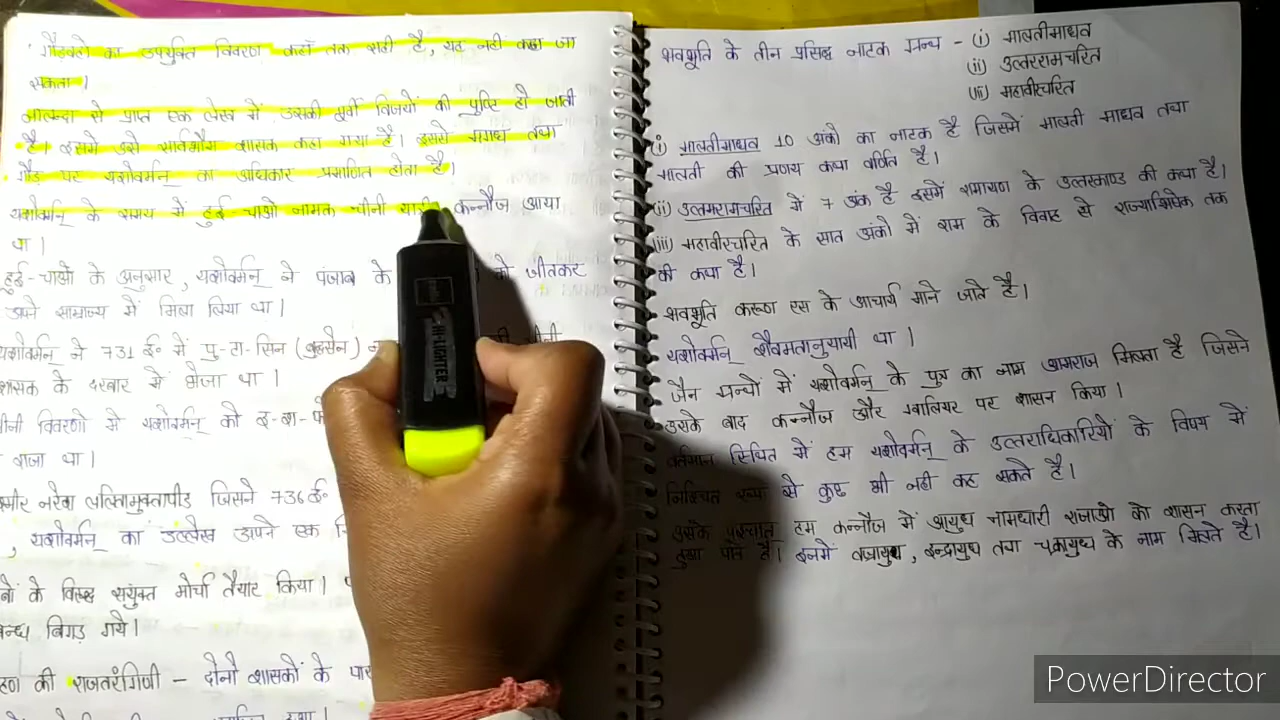 गौड़वहो का उपर्युक्त विवरण कहाँ तक सही है, यह नहीं कहा जा
सकता।
नालन्दा से प्राप्त एक लेख में उसकी पूर्वी विजयों की पुष्टि हो जाती
है। इसमें उसे सार्वभौम शासक कहा गया है। इससे मगध तथा
गौड़ पर यशोवर्मन् का अधिकार प्रमाणित होता है।
यशोवर्मन् के समय में हुई-चाओ नामक चीनी यात्री कन्नौज आया
था।
हुई-चाओ के अनुसार, यशोवर्मन् ने पंजाब के को जीतकर
अपने साम्राज्य में मिला लिया था।
यशोवर्मन् ने 731 ई० में पु-टा-सिन (बुद्धसेन)
शासक के दरबार में भेजा था।
चीनी विवरणो में यशोवर्मन् को इ-श-फो
राजा था।
नरेश ललितामुक्तापीड जिसने 736 ई०
, यशोवर्मन् का उल्लेख अपने एक
के विरुद्ध सयुंक्त मोर्चा तैयार किया।
बिगड़ गये।
की राजतरंगिणी – दोनो शासकों के
भवभूति के तीन प्रसिद्ध नाटक ग्रन्थ – (i) मालतीमाधव
(ii) उत्तररामचरित
(iii) महावीरचरित
(i) मालतीमाधव 10 अंको का नाटक है जिसमें मालती माधव तथा
मालती की प्रणय कथा वर्णित है।
(ii) उत्तमरामचरित में 7 अंक है इसमें रामायण के उत्तरकाण्ड की कथा है।
(iii) महावीरचरित के सात अंको में राम के विवाह से राज्याभिषेक तक
की कथा है।
भवभूति करूण रस के आचार्य माने जाते है।
यशोवर्मन् शैवमतानुयायी था।
जैन ग्रन्थों में यशोवर्मन् के पुत्र का नाम आमराज मिलता है जिसने
उसके बाद कन्नौज और ग्वालियर पर शासन किया।
वर्तमान स्थिति में हम यशोवर्मन् के उत्तराधिकारियों के विषय में
निश्चित रूप से कुछ भी नही कह सकते है।
इसके पश्चात् हम कन्नौज में आयुध नामधारी राजाओ को शासन करता
हुआ पाते है। इनमें वज्रायुध, इन्द्रायुध तथा चक्रायुध के नाम मिलते है।
HI-LIGHTER
PowerDirector